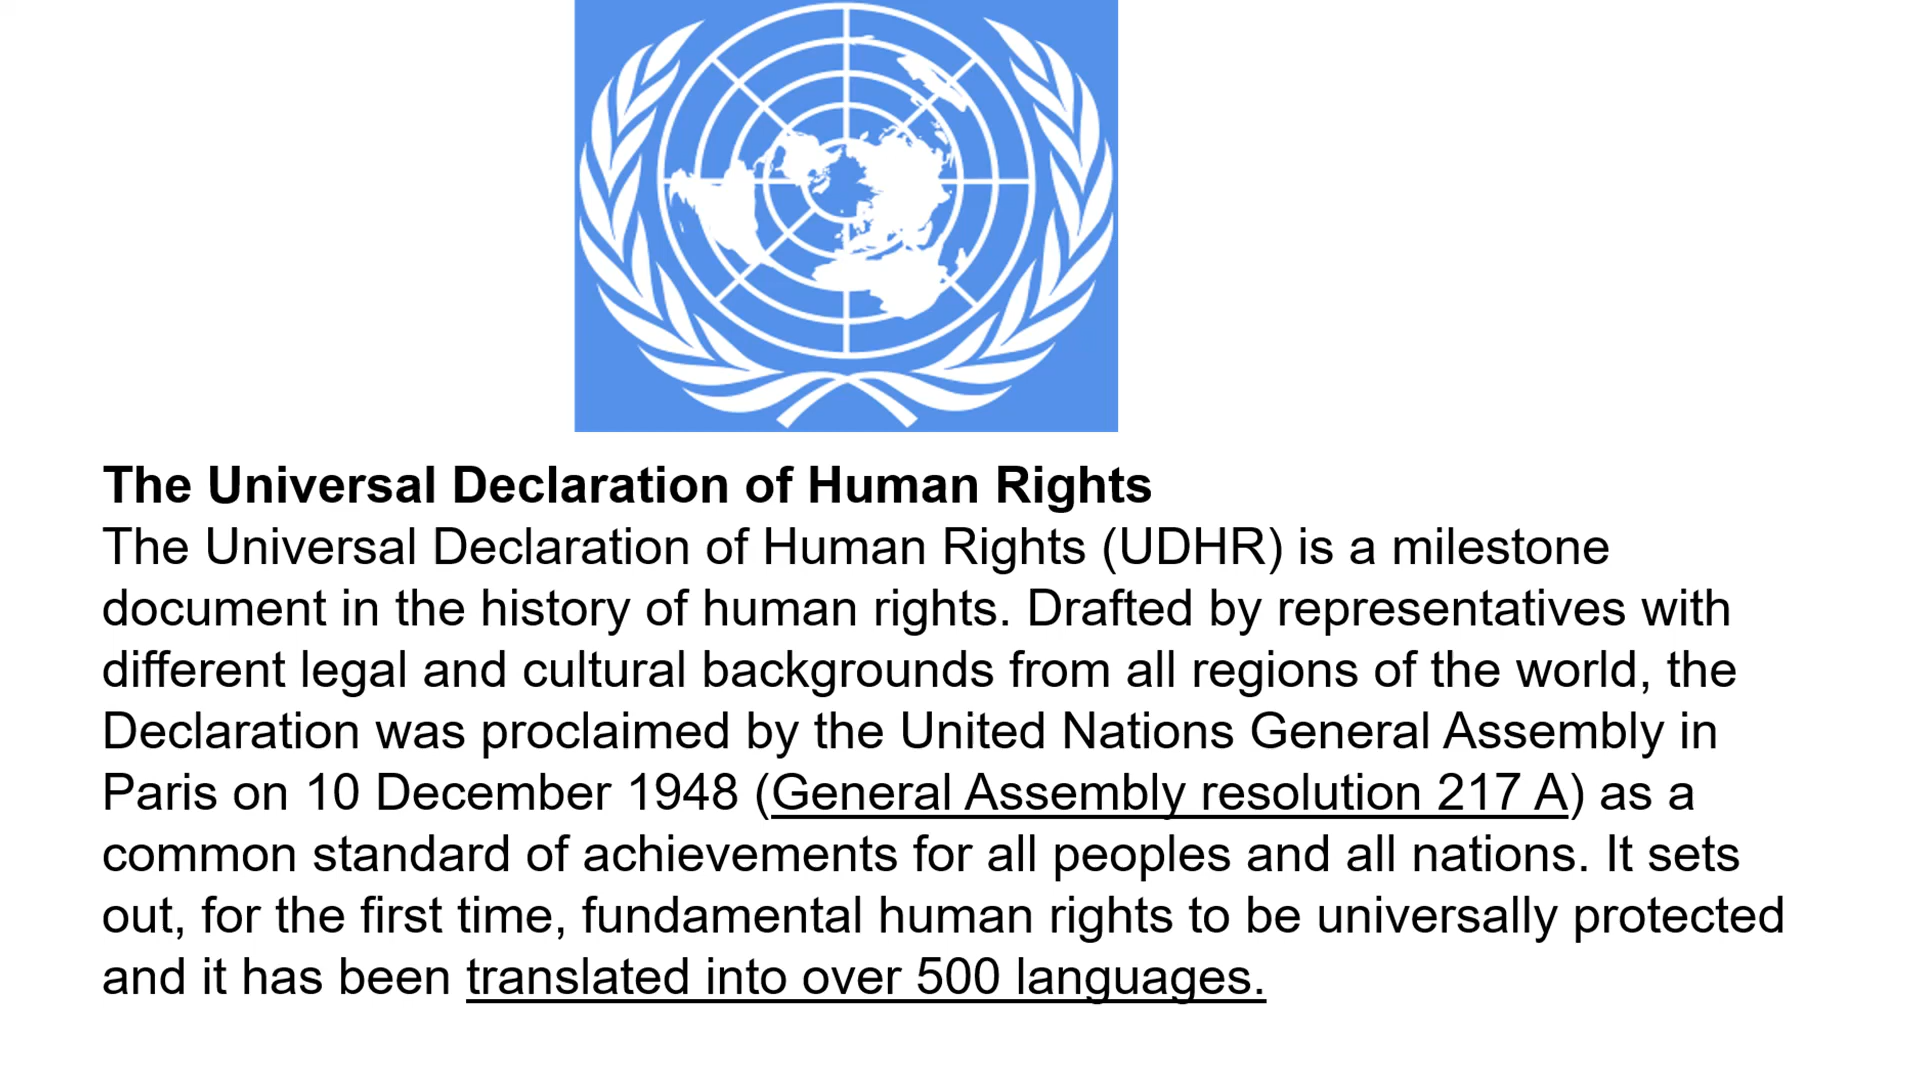 The Universal Declaration of Human Rights
The Universal Declaration of Human Rights (UDHR) is a milestone
document in the history of human rights. Drafted by representatives with
different legal and cultural backgrounds from all regions of the world, the
Declaration was proclaimed by the United Nations General Assembly in
Paris on 10 December 1948 (General Assembly resolution 217 A) as a
common standard of achievements for all peoples and all nations. It sets
out, for the first time, fundamental human rights to be universally protected
and it has been translated into over 500 languages.